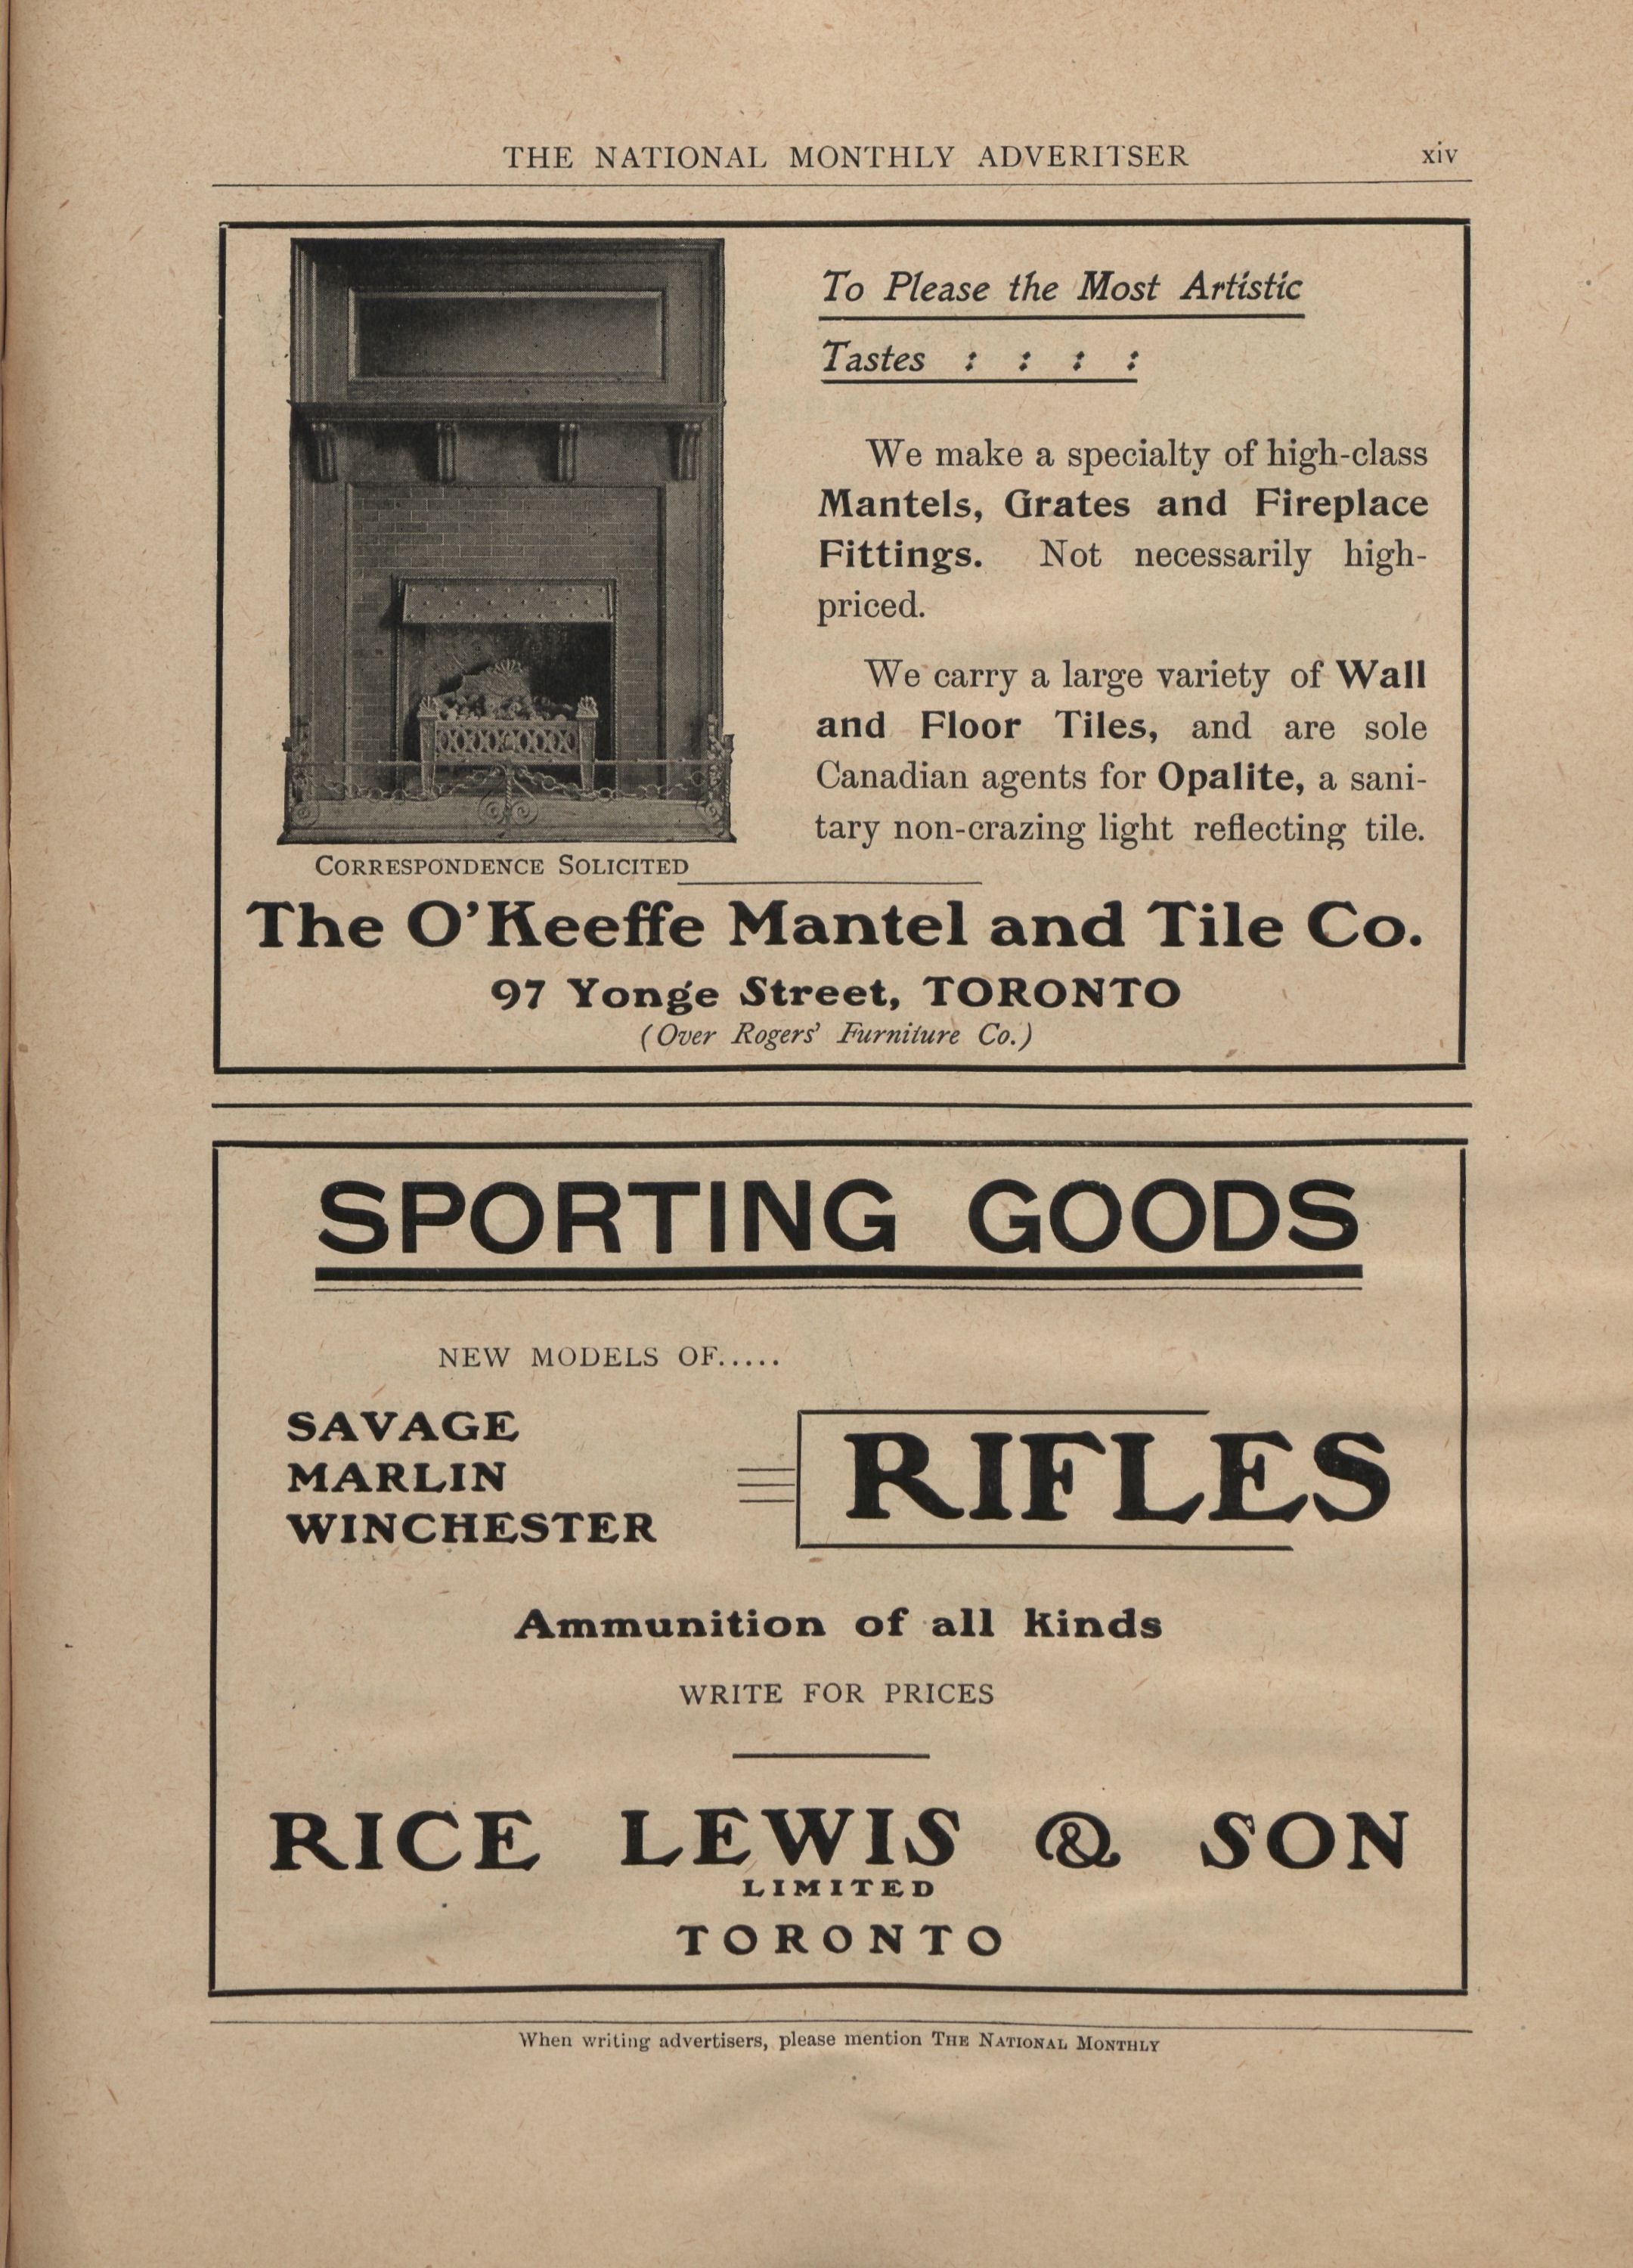 THE NATIONAL MONTHLY ADVERITSER xiv
To Please the Most Artistic
Tastes : : : :
We make a specialty of high-class
Mantels, Grates and Fireplace
Fittings. Not necessarily high-
priced.
We carry a large variety of Wall
and Floor Tiles, and are sole
Canadian agents for Opalite, a sani-
tary non-crazing light reflecting tile.
CORRESPONDENCE SOLICITED
The O'Keeffe Mantel and Tile Co.
97 Yonge Street, TORONTO
(Over Rogers' Furniture Co.)
SPORTING GOODS
NEW MODELS OF.....
SAVAGE
MARLIN
WINCHESTER
RIFLES
Ammunition of all kinds
WRITE FOR PRICES
RICE LEWIS & SON
LIMITED
TORONTO
When writing advertisers, please mention THE NATIONAL MONTHLY